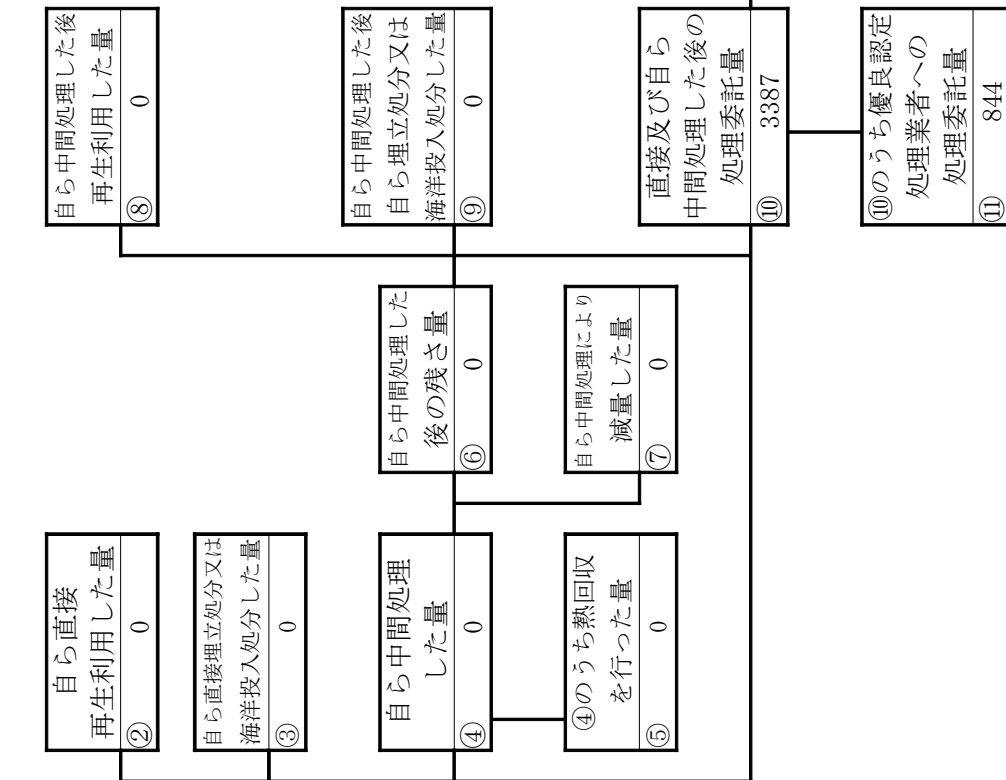 自ら直接
再生利用した量
② 0
自ら直接埋立処分又は
海洋投入処分した量
③ 0
自ら中間処理
した量
④ 0
④のうち熱回収
を行った量
⑤ 0
自ら中間処理した
後の残さ量
⑥ 0
自ら中間処理により
減量した量
⑦ 0
自ら中間処理した後
再生利用した量
⑧ 0
自ら中間処理した後
自ら埋立処分又は
海洋投入処分した量
⑨ 0
直接及び自ら
中間処理した後の
処理委託量
⑩ 3387
⑩のうち優良認定
処理業者への
処理委託量
⑪ 844